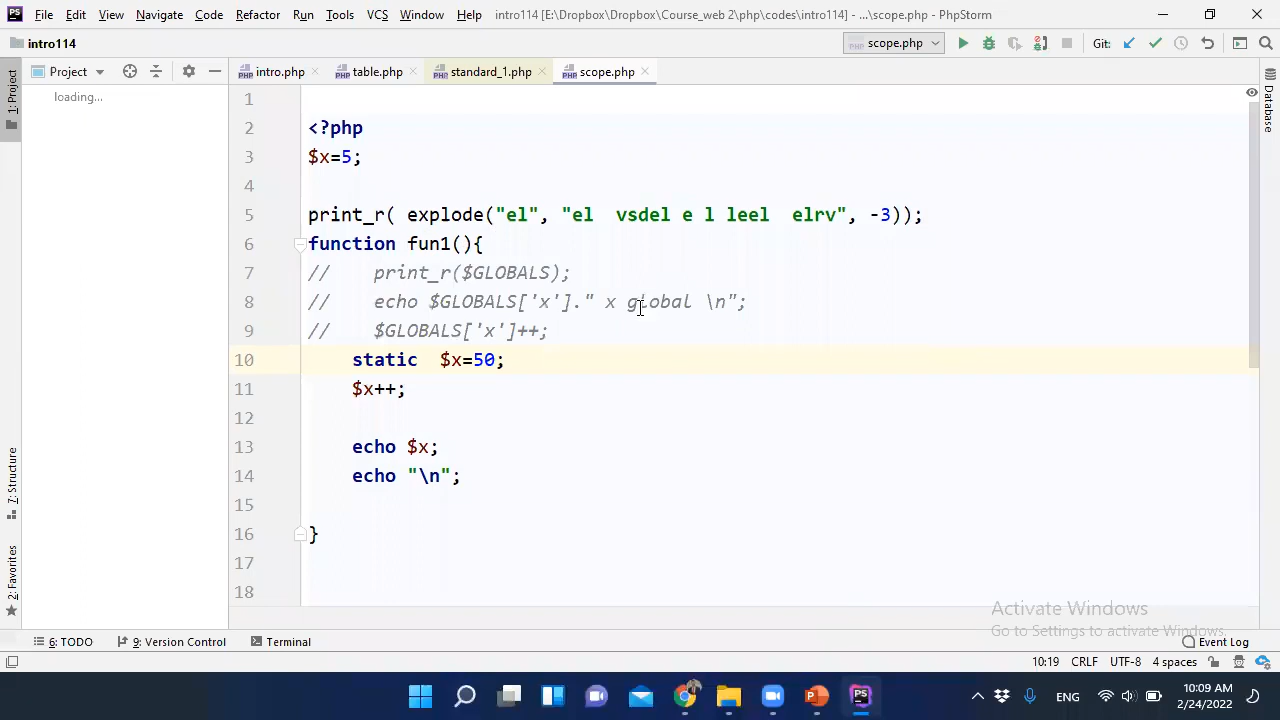 File Edit View Navigate Code Refactor Run Tools VCS Window Help intro114 [E:\Dropbox\Dropbox\Course_web 2\php\codes\intro114] - ...\scope.php - PhpStorm
intro114 scope.php Git:
Project intro.php table.php standard_1.php scope.php
loading...
1: Project
Database
7: Structure
2: Favorites
1
2 <?php
3 $x=5;
4
5 print_r( explode("el", "el  vsdel e l leel  elrv", -3));
6 function fun1(){
7 //    print_r($GLOBALS);
8 //    echo $GLOBALS['x']." x global \n";
9 //    $GLOBALS['x']++;
10     static  $x=50;
11     $x++;
12
13     echo $x;
14     echo "\n";
15
16 }
17
18
Activate Windows
Go to Settings to activate Windows.
6: TODO 9: Version Control Terminal Event Log
10:19 CRLF UTF-8 4 spaces
PS ENG 10:09 AM
2/24/2022